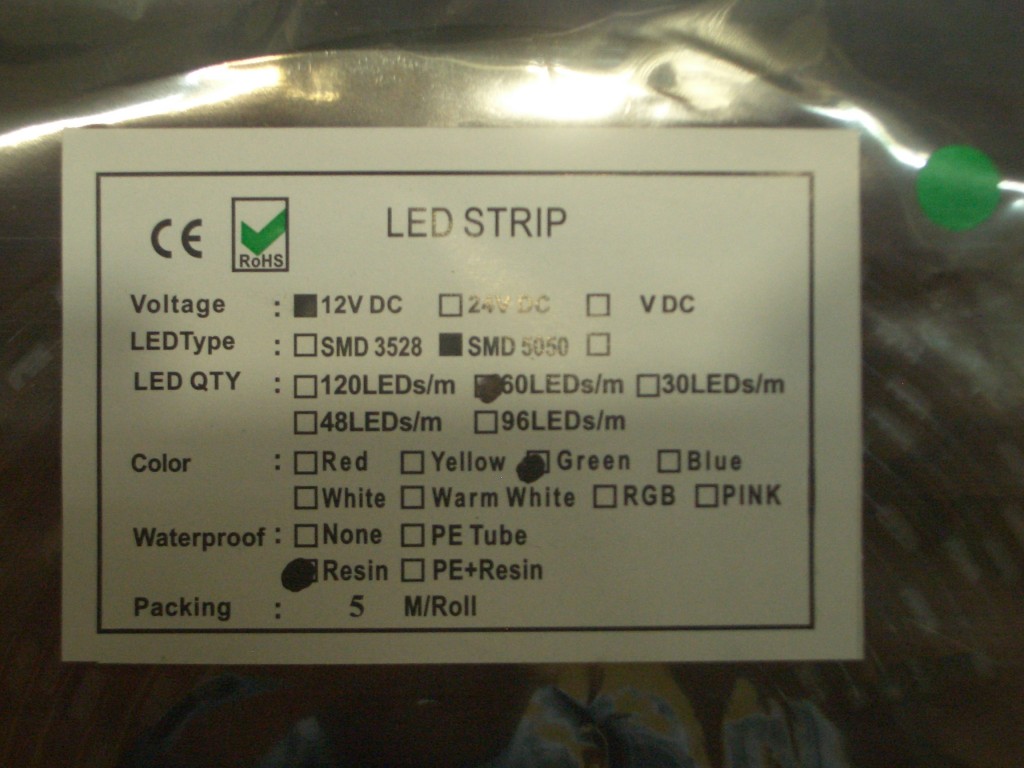 CE RoHS LED STRIP
Voltage : ■12V DC □24V DC □ V DC
LEDType : □SMD 3528 ■SMD 5050 □
LED QTY : □120LEDs/m ■60LEDs/m □30LEDs/m
□48LEDs/m □96LEDs/m
Color : □Red □Yellow ■Green □Blue
□White □Warm White □RGB □PINK
Waterproof : □None □PE Tube
■Resin □PE+Resin
Packing : 5 M/Roll